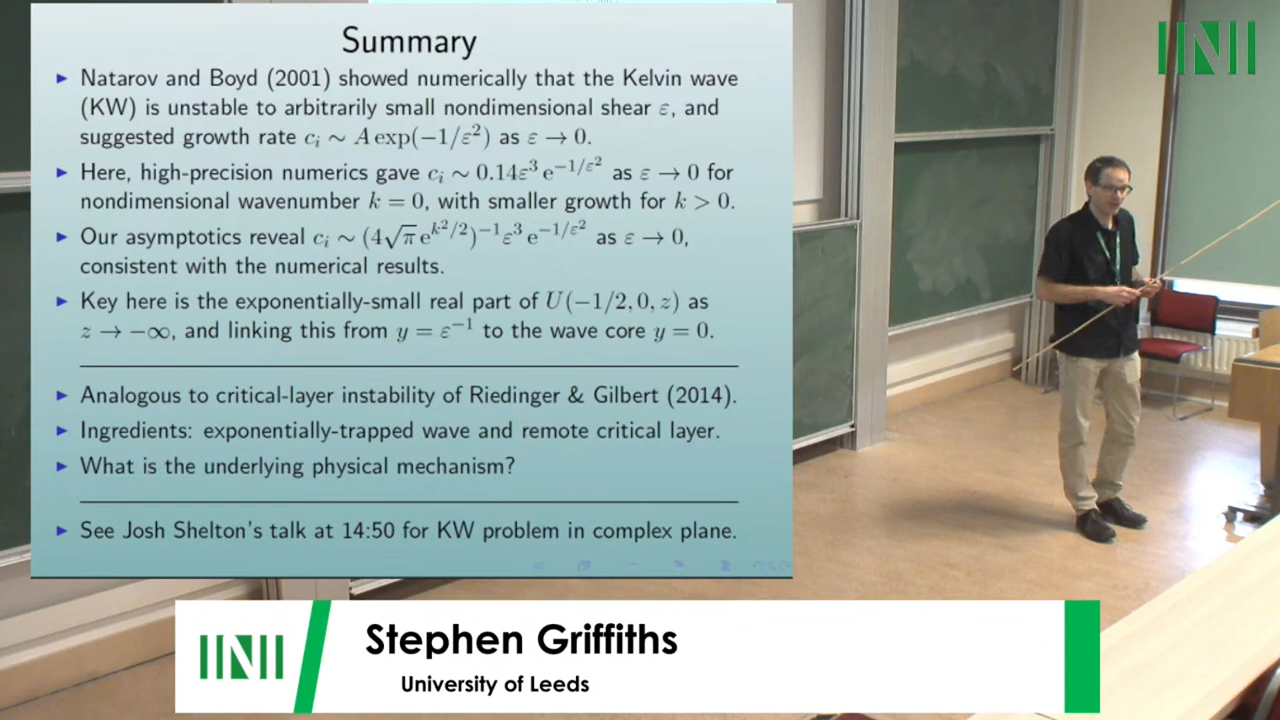 Summary
▶ Natarov and Boyd (2001) showed numerically that the Kelvin wave
(KW) is unstable to arbitrarily small nondimensional shear ε, and
suggested growth rate c_i ∼ A exp(−1/ε²) as ε → 0.
▶ Here, high-precision numerics gave c_i ∼ 0.14ε³ e^{−1/ε²} as ε → 0 for
nondimensional wavenumber k = 0, with smaller growth for k > 0.
▶ Our asymptotics reveal c_i ∼ (4√π e^{k²/2})^{−1} ε³ e^{−1/ε²} as ε → 0,
consistent with the numerical results.
▶ Key here is the exponentially-small real part of U(−1/2, 0, z) as
z → −∞, and linking this from y = ε^{−1} to the wave core y = 0.
▶ Analogous to critical-layer instability of Riedinger & Gilbert (2014).
▶ Ingredients: exponentially-trapped wave and remote critical layer.
▶ What is the underlying physical mechanism?
▶ See Josh Shelton's talk at 14:50 for KW problem in complex plane.
Stephen Griffiths
University of Leeds